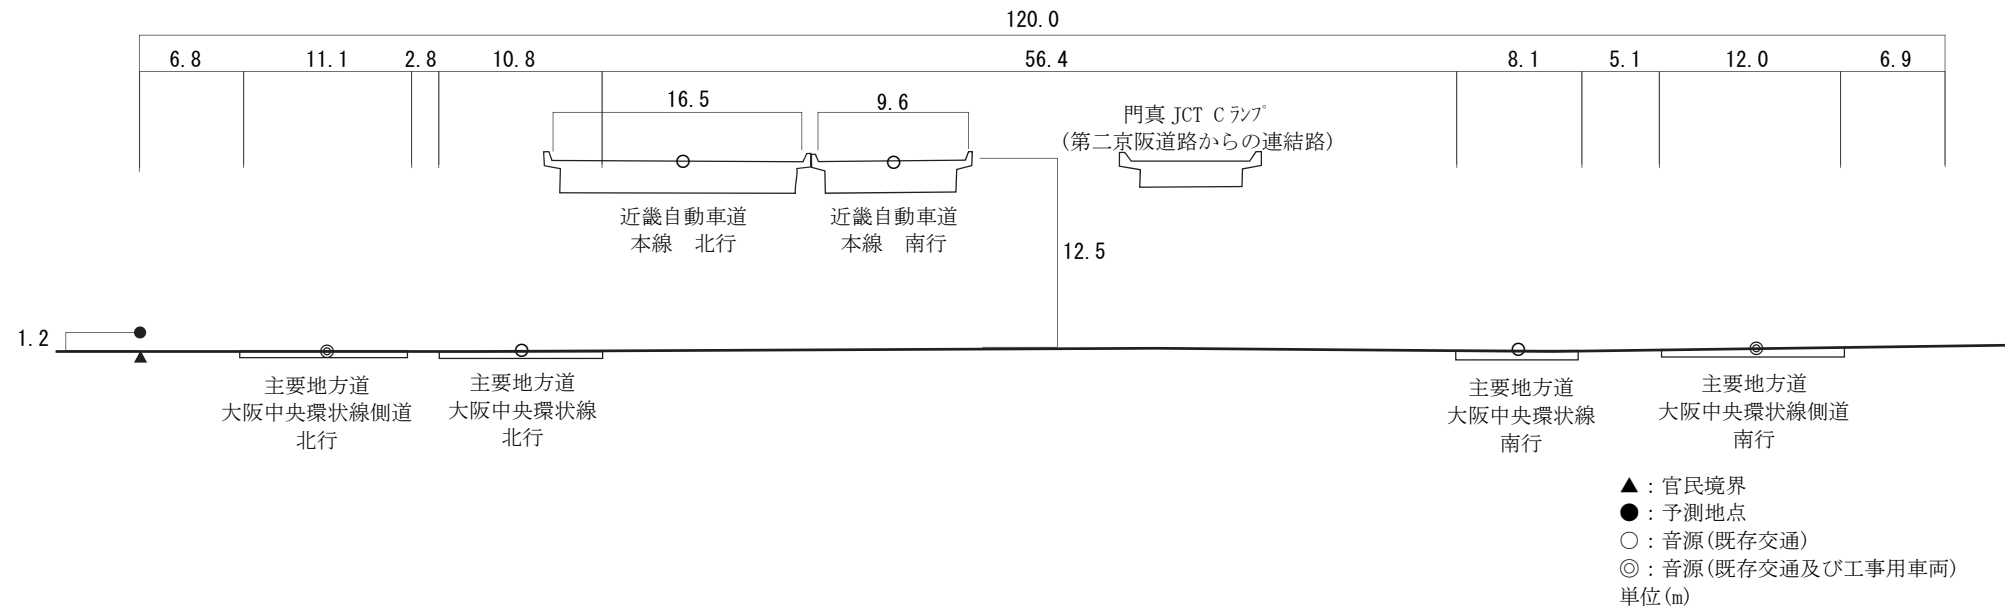 120.0
6.8
11.1
2.8
10.8
56.4
8.1
5.1
12.0
6.9
16.5
9.6
門真 JCT C ﾗﾝﾌﾟ
(第二京阪道路からの連結路)
近畿自動車道
本線　北行
近畿自動車道
本線　南行
12.5
1.2
主要地方道
大阪中央環状線側道
北行
主要地方道
大阪中央環状線
北行
主要地方道
大阪中央環状線
南行
主要地方道
大阪中央環状線側道
南行
▲：官民境界
●：予測地点
○：音源(既存交通)
◎：音源(既存交通及び工事用車両)
単位(m)